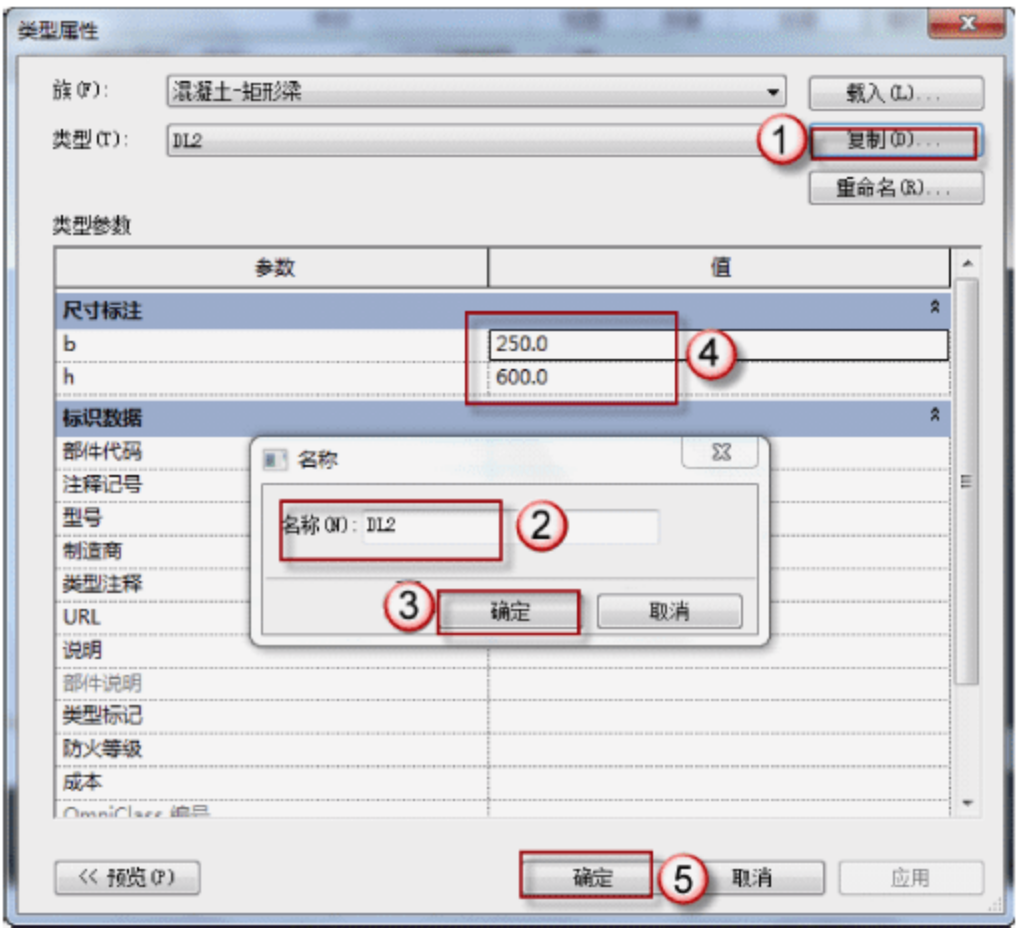 类型属性
族(F):
混凝土-矩形梁
载入(L)...
类型(T):
DL2
1
复制(D)...
重命名(R)...
类型参数
参数
值
尺寸标注
b
250.0
4
h
600.0
标识数据
部件代码
名称
注释记号
型号
名称(N): DL2
2
制造商
类型注释
3
确定
取消
URL
说明
部件说明
类型标记
防火等级
成本
OmniClass 编号
<< 预览(P)
确定
5
取消
应用